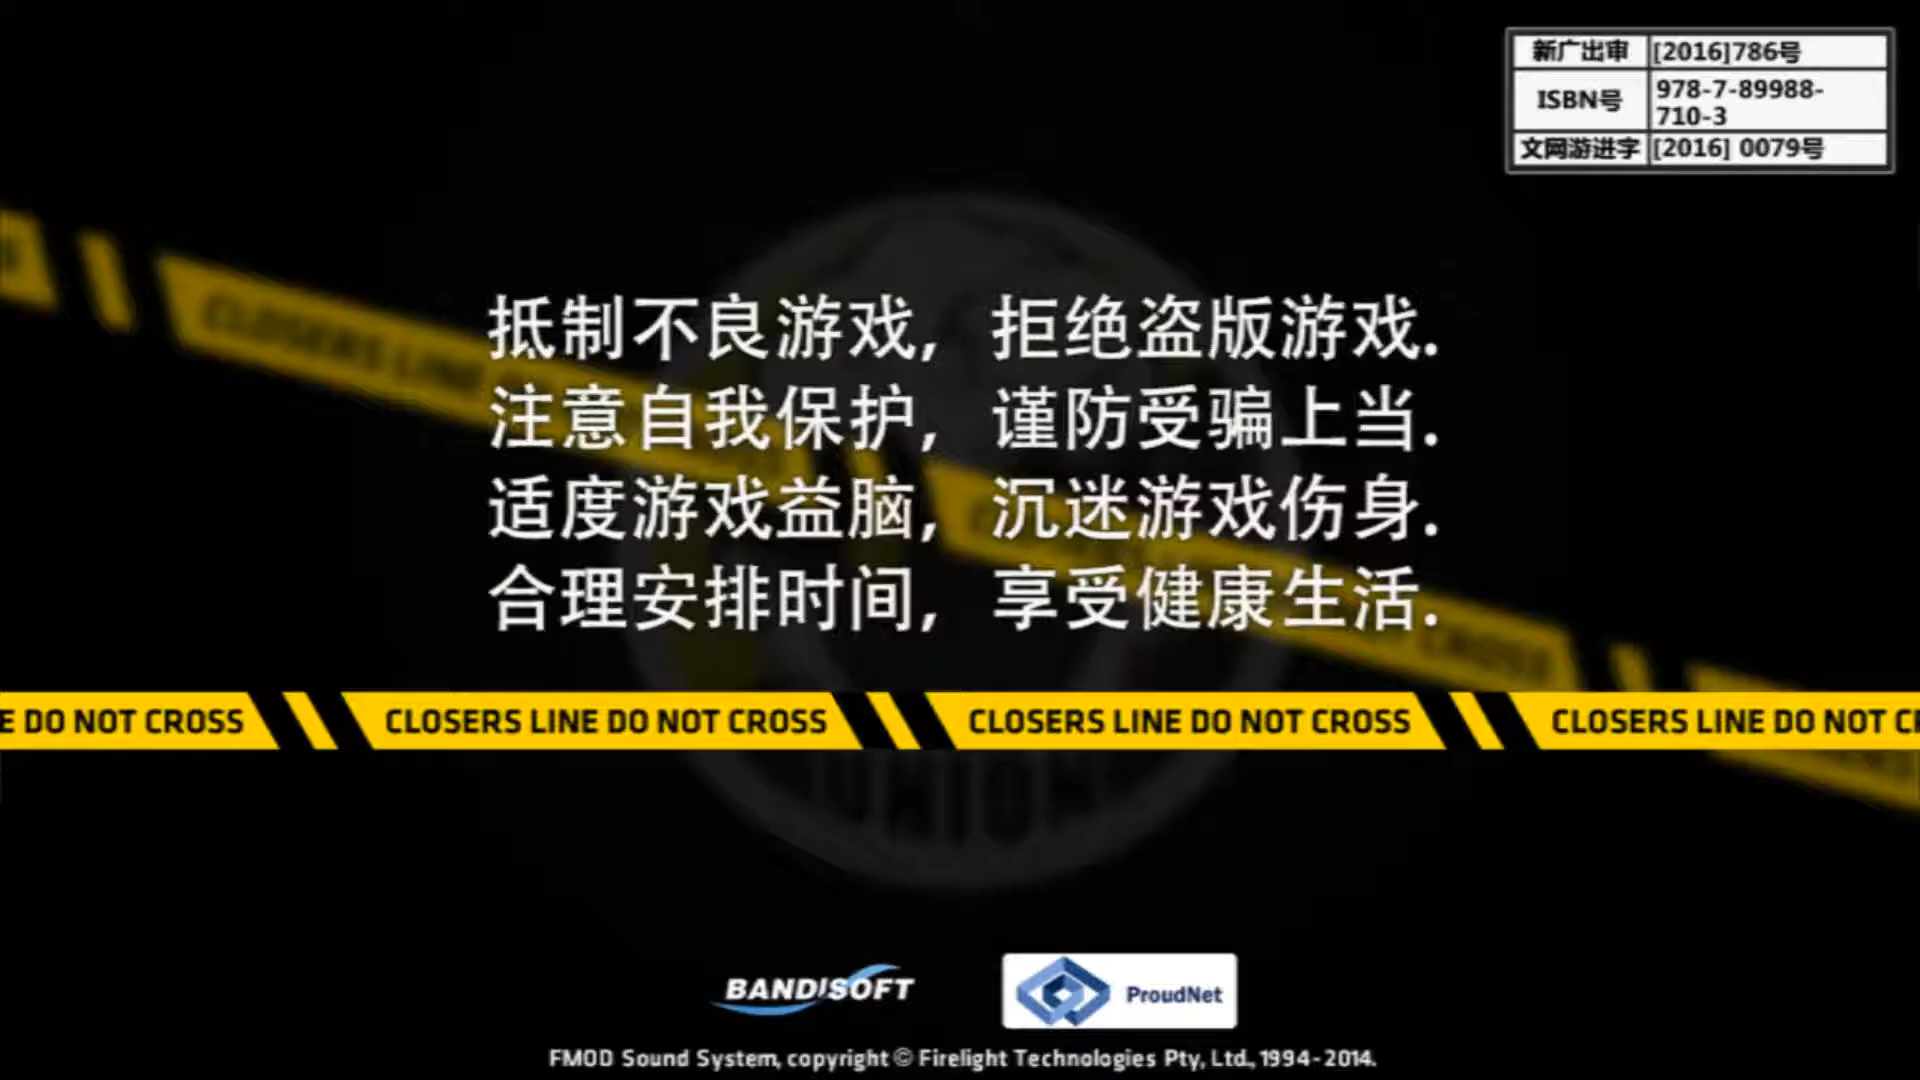 新广出审 [2016]786号
ISBN号 978-7-89988-
710-3
文网游进字 [2016] 0079号
CLOSERS LINE
抵制不良游戏, 拒绝盗版游戏.
注意自我保护, 谨防受骗上当.
适度游戏益脑, 沉迷游戏伤身.
合理安排时间, 享受健康生活.
CROSS
E DO NOT CROSS CLOSERS LINE DO NOT CROSS CLOSERS LINE DO NOT CROSS CLOSERS LINE DO NOT C
UNION
BANDISOFT ProudNet
FMOD Sound System, copyright © Firelight Technologies Pty, Ltd., 1994-2014.